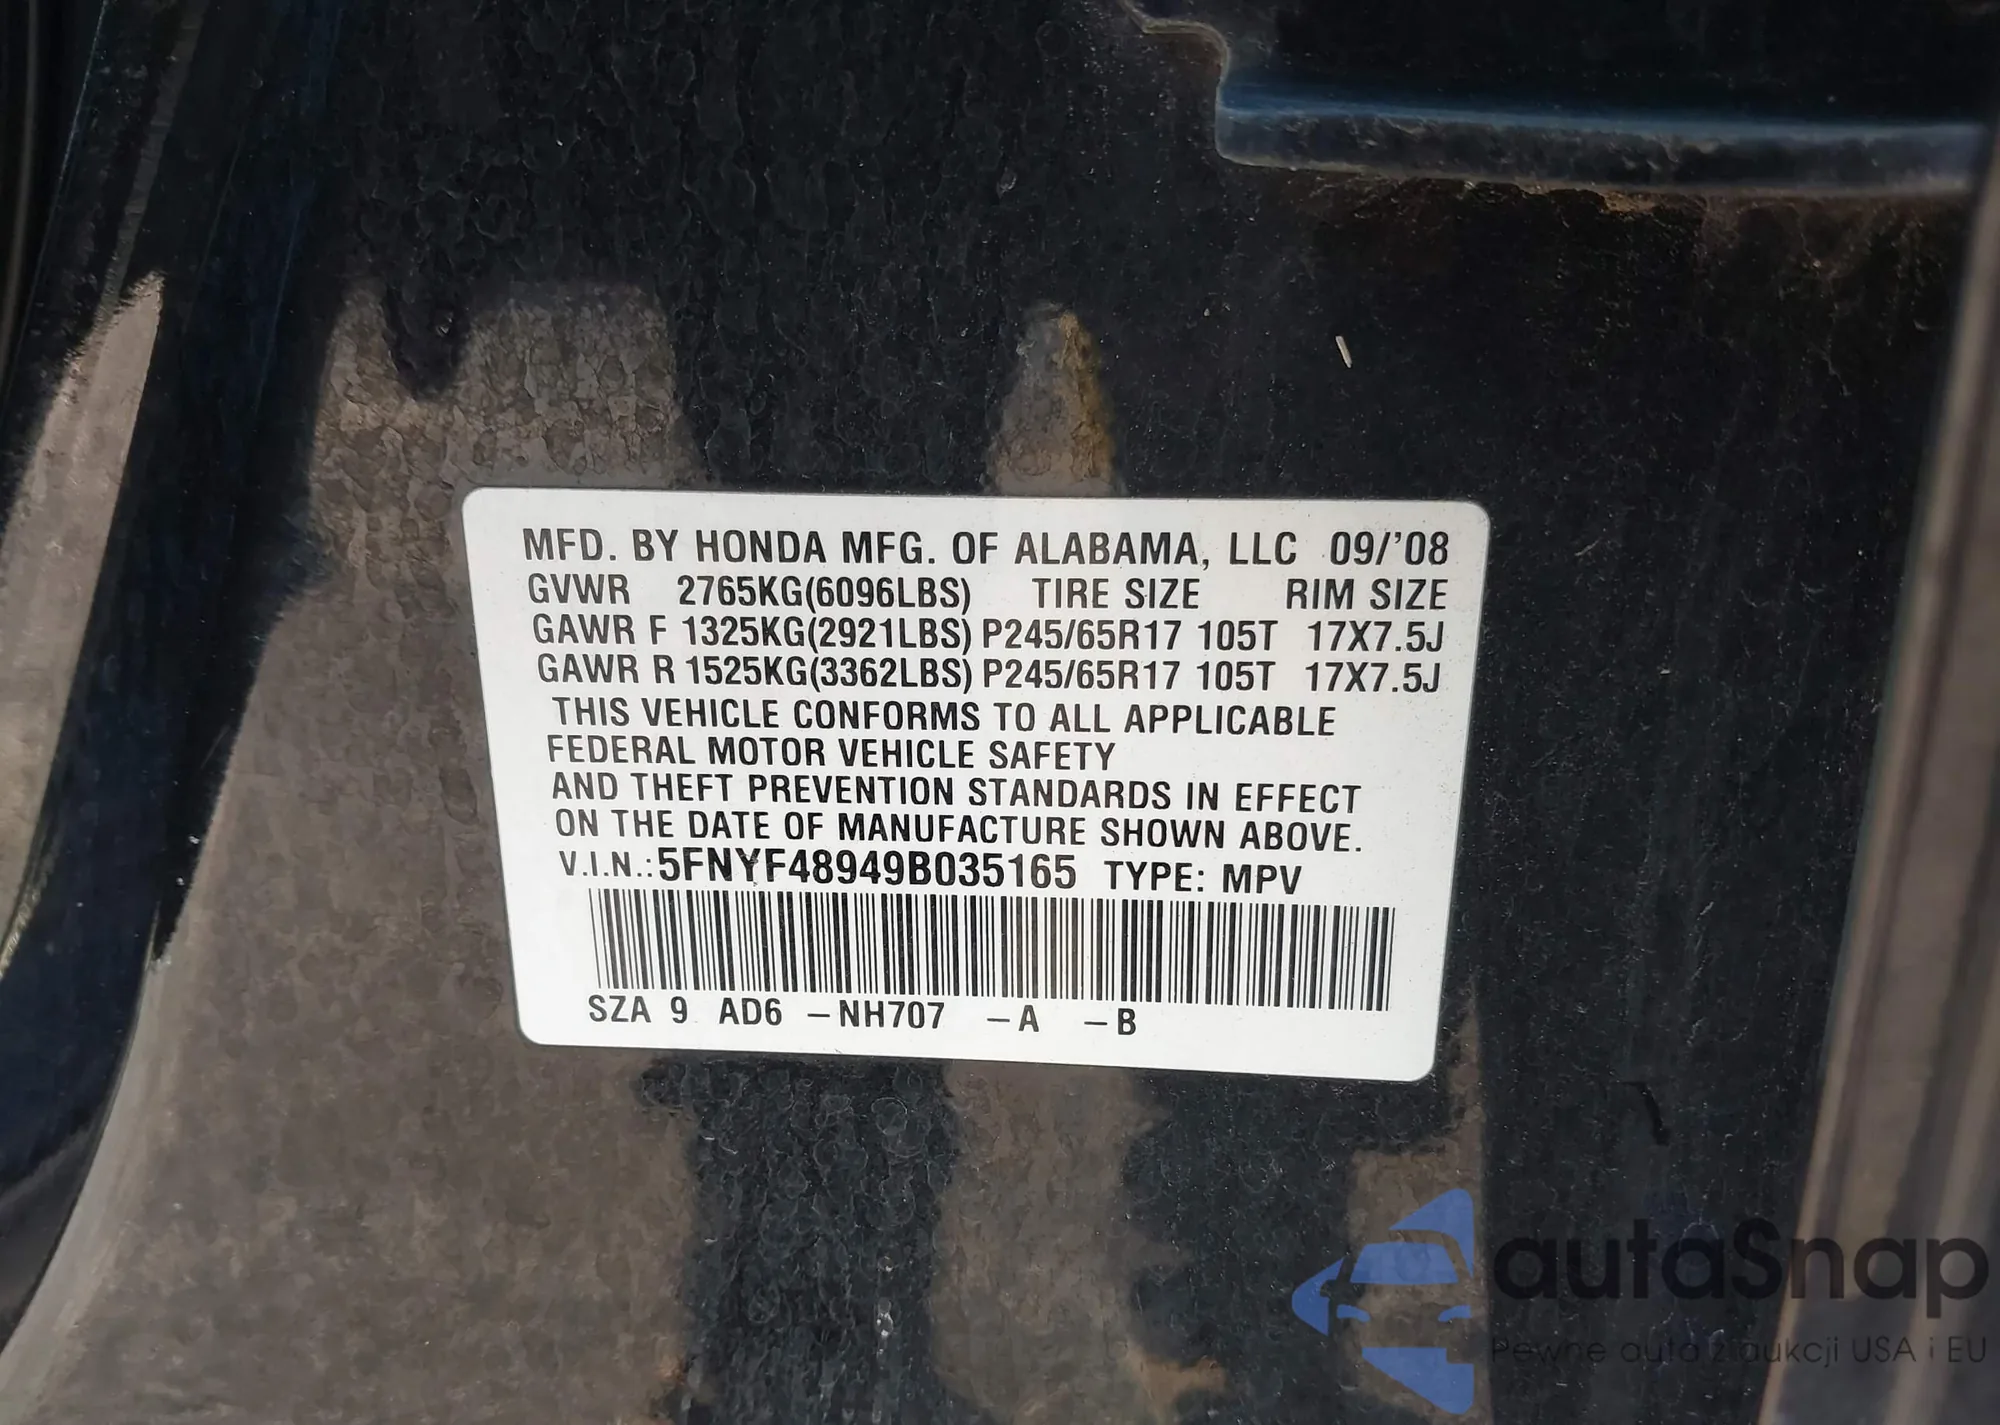 MFD. BY HONDA MFG. OF ALABAMA, LLC 09/'08
GVWR 2765KG(6096LBS) TIRE SIZE RIM SIZE
GAWR F 1325KG(2921LBS) P245/65R17 105T 17X7.5J
GAWR R 1525KG(3362LBS) P245/65R17 105T 17X7.5J
THIS VEHICLE CONFORMS TO ALL APPLICABLE
FEDERAL MOTOR VEHICLE SAFETY
AND THEFT PREVENTION STANDARDS IN EFFECT
ON THE DATE OF MANUFACTURE SHOWN ABOVE.
V.I.N.: 5FNYF48949B035165 TYPE: MPV
SZA 9 AD6 –NH707 –A –B
autaSnap
Pewne auta z aukcji USA i EU